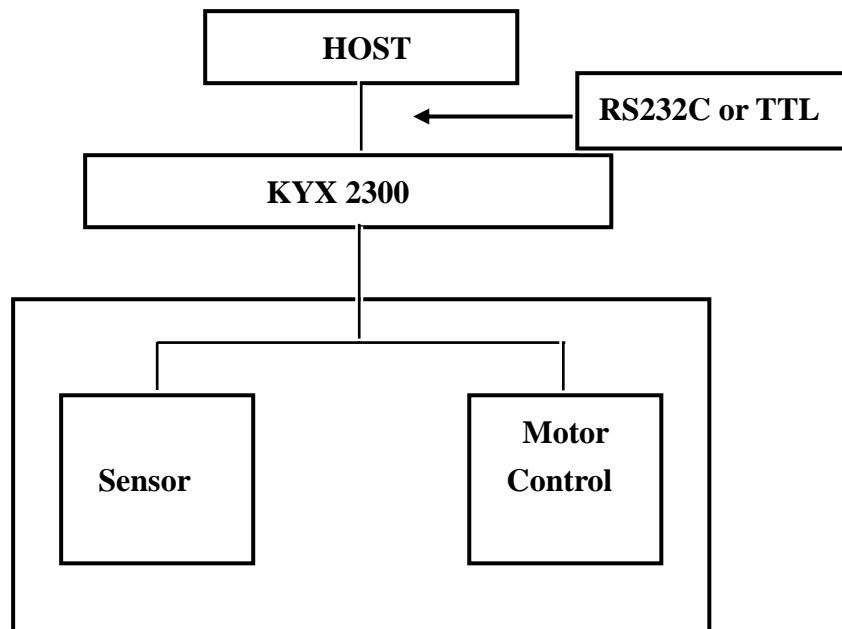 HOST
RS232C or TTL
KYX 2300
Sensor
Motor
Control